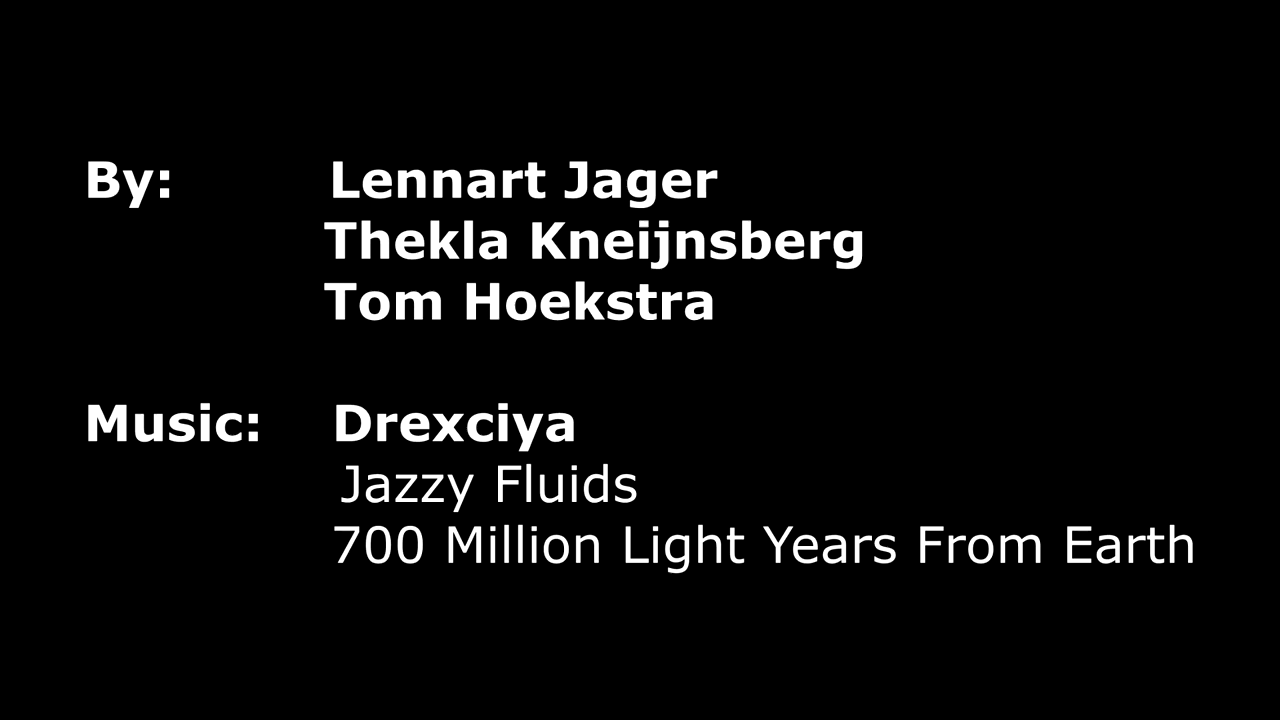 By: Lennart Jager
Thekla Kneijnsberg
Tom Hoekstra
Music: Drexciya
Jazzy Fluids
700 Million Light Years From Earth